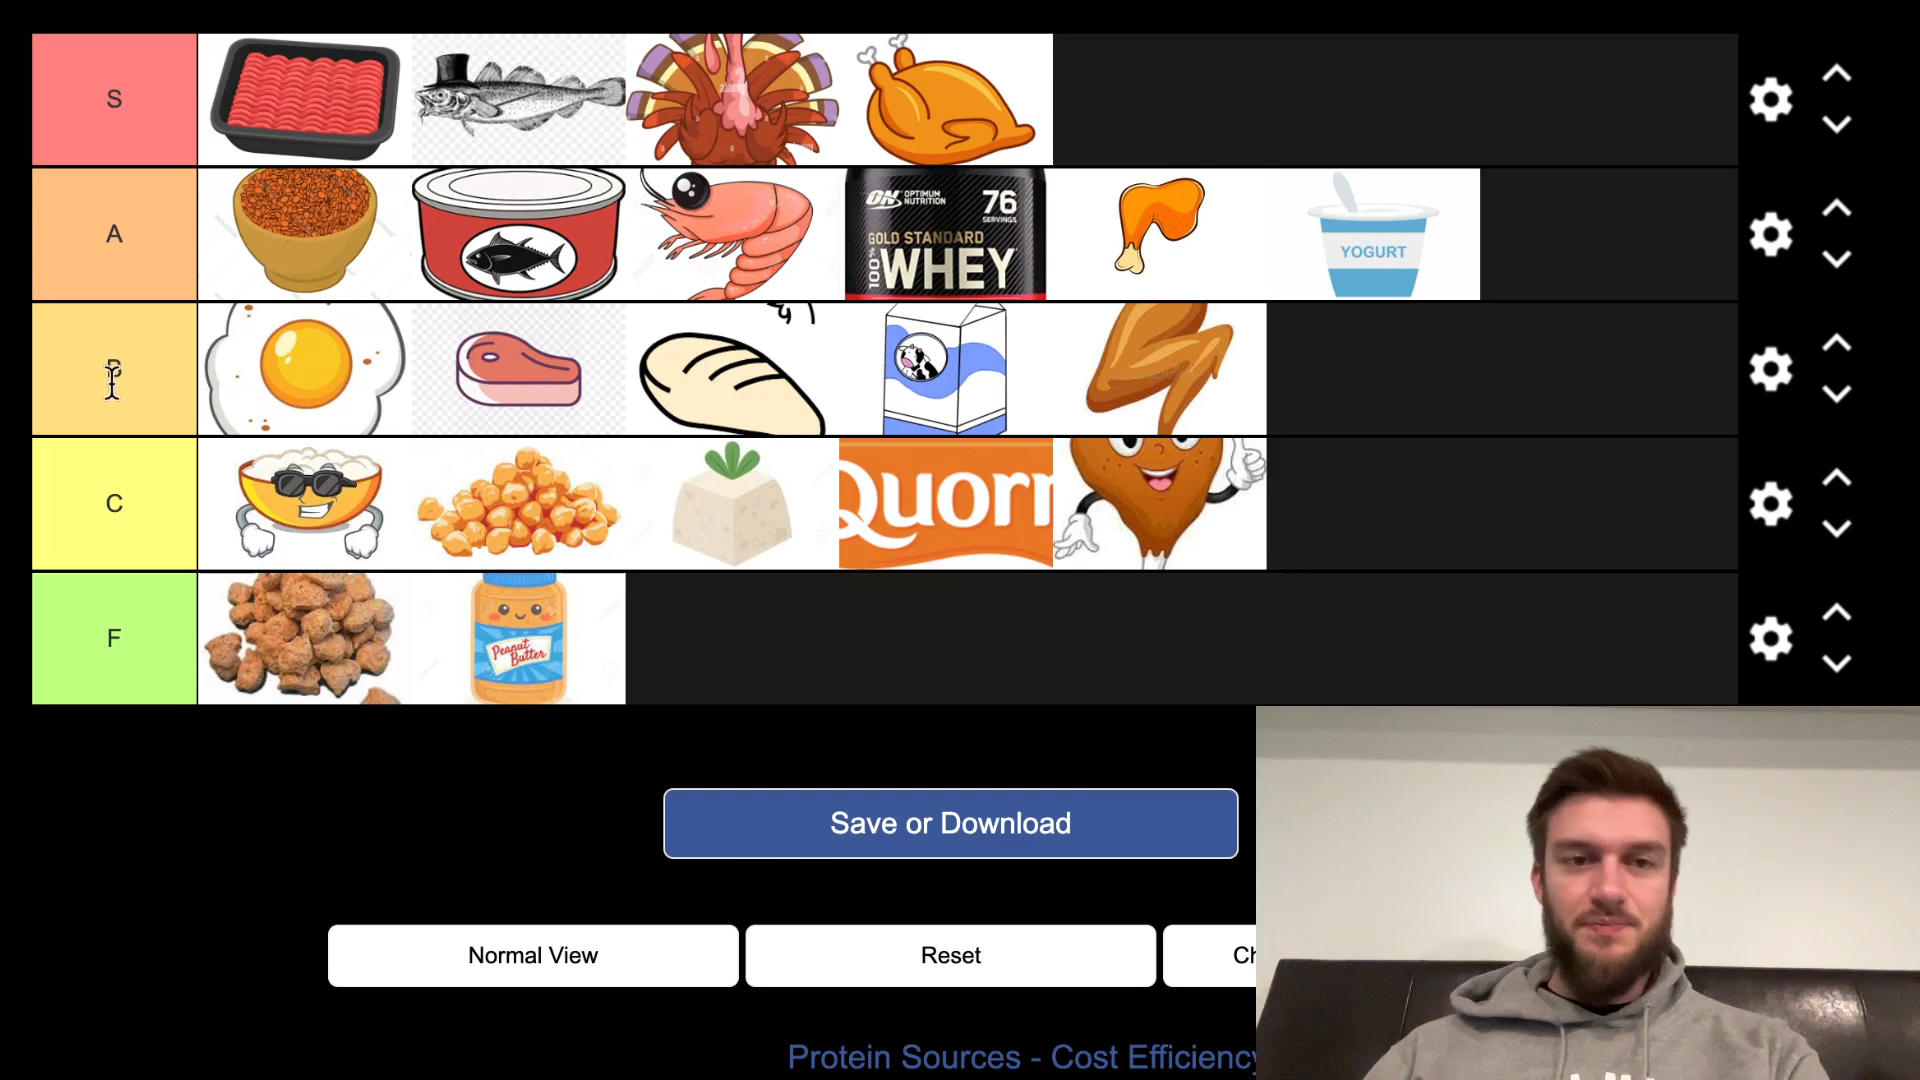 S
A
ON OPTIMUM NUTRITION
76
SERVINGS
GOLD STANDARD
100%
WHEY
YOGURT
B
C
Quorn
F
Peanut
Butter
Save or Download
Normal View
Reset
Protein Sources - Cost Efficiency